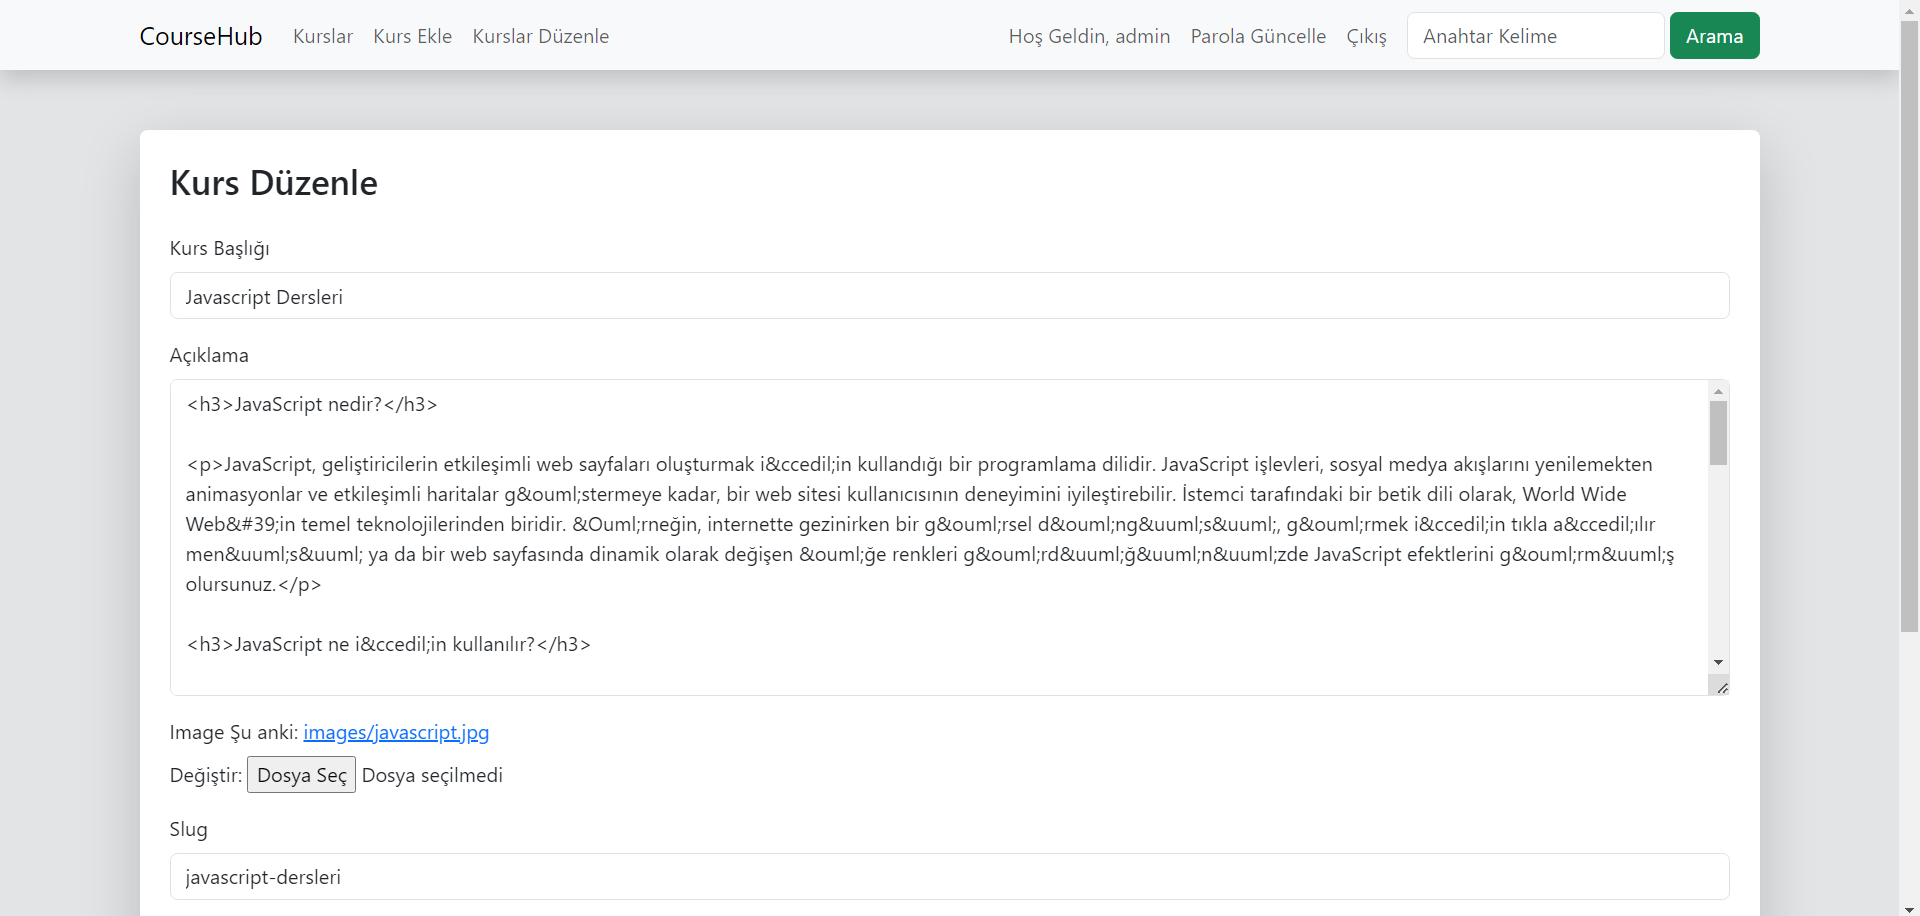 CourseHub Kurslar Kurs Ekle Kurslar Düzenle Hoş Geldin, admin Parola Güncelle Çıkış Anahtar Kelime Arama
Kurs Düzenle
Kurs Başlığı
Javascript Dersleri
Açıklama
<h3>JavaScript nedir?</h3>
<p>JavaScript, geliştiricilerin etkileşimli web sayfaları oluşturmak i&ccedil;in kullandığı bir programlama dilidir. JavaScript işlevleri, sosyal medya akışlarını yenilemekten
animasyonlar ve etkileşimli haritalar g&ouml;stermeye kadar, bir web sitesi kullanıcısının deneyimini iyileştirebilir. İstemci tarafındaki bir betik dili olarak, World Wide
Web&#39;in temel teknolojilerinden biridir. &Ouml;rneğin, internette gezinirken bir g&ouml;rsel d&ouml;ng&uuml;s&uuml;, g&ouml;rmek i&ccedil;in tıkla a&ccedil;ılır
men&uuml;s&uuml; ya da bir web sayfasında dinamik olarak değişen &ouml;ğe renkleri g&ouml;rd&uuml;ğ&uuml;n&uuml;zde JavaScript efektlerini g&ouml;rm&uuml;ş
olursunuz.</p>
<h3>JavaScript ne i&ccedil;in kullanılır?</h3>
Image Şu anki: images/javascript.jpg
Değiştir: Dosya Seç Dosya seçilmedi
Slug
javascript-dersleri